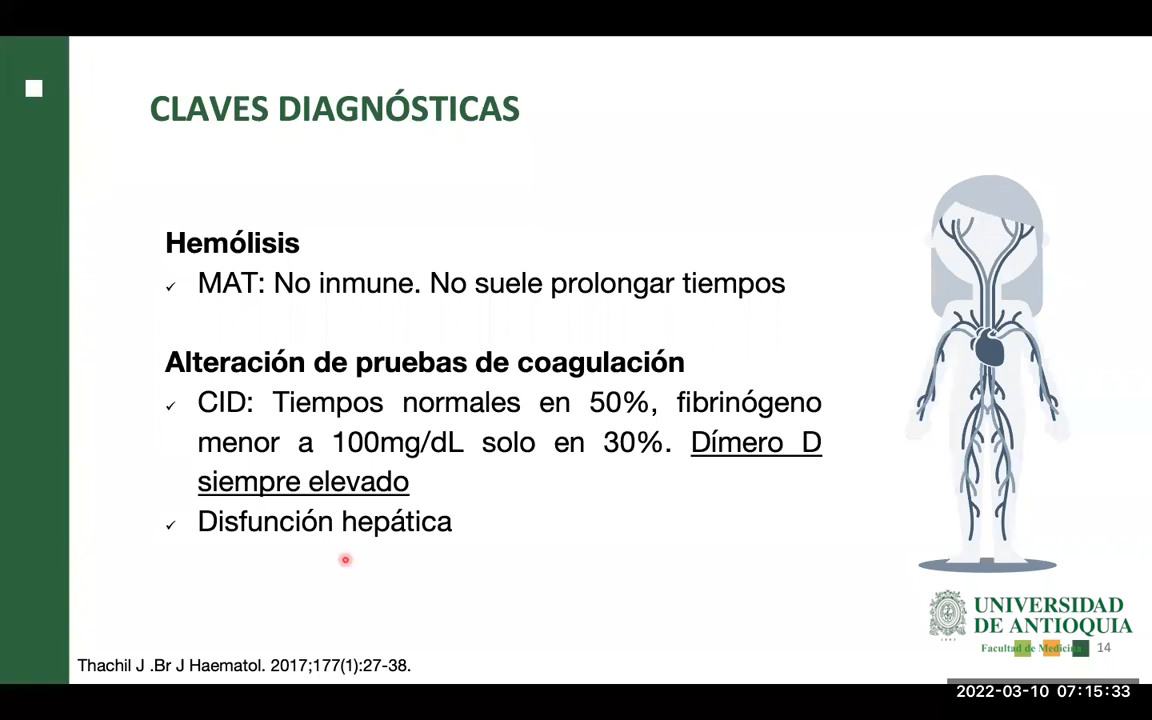 CLAVES DIAGNÓSTICAS
Hemólisis
✓ MAT: No inmune. No suele prolongar tiempos
Alteración de pruebas de coagulación
✓ CID: Tiempos normales en 50%, fibrinógeno
menor a 100mg/dL solo en 30%. Dímero D
siempre elevado
✓ Disfunción hepática
UNIVERSIDAD
DE ANTIOQUIA
Facultad de Medicina
14
Thachil J .Br J Haematol. 2017;177(1):27-38.
2022-03-10 07:15:33